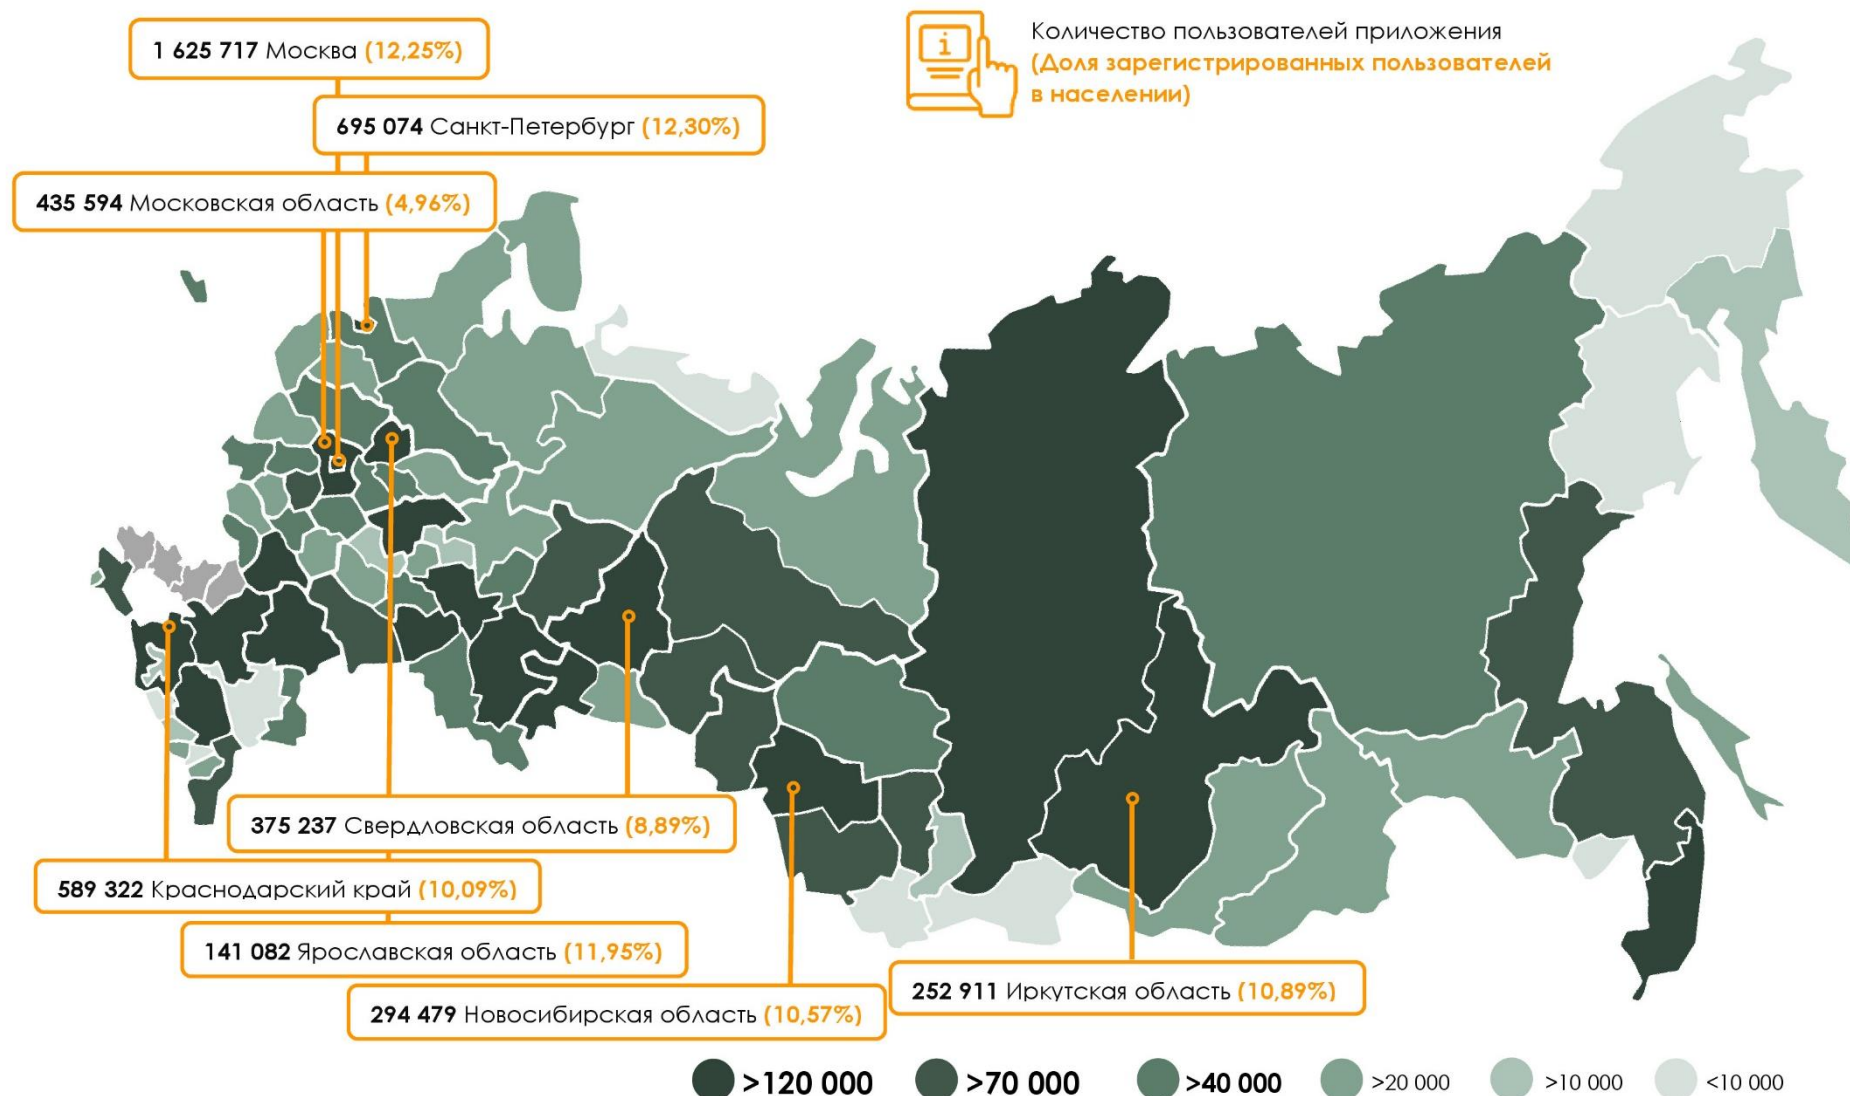 1 625 717 Москва (12,25%)
Количество пользователей приложения
(Доля зарегистрированных пользователей
в населении)
695 074 Санкт-Петербург (12,30%)
435 594 Московская область (4,96%)
375 237 Свердловская область (8,89%)
589 322 Краснодарский край (10,09%)
141 082 Ярославская область (11,95%)
294 479 Новосибирская область (10,57%)
252 911 Иркутская область (10,89%)
>120 000
>70 000
>40 000
>20 000
>10 000
<10 000